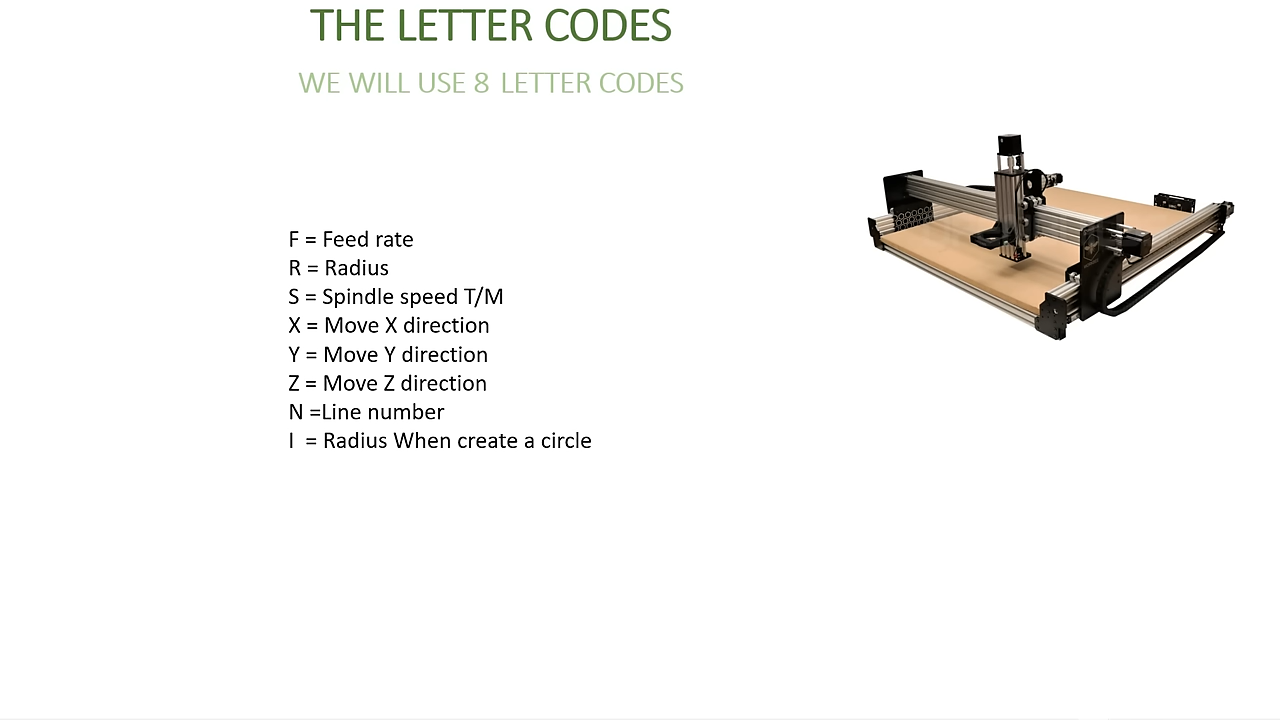 THE LETTER CODES
WE WILL USE 8 LETTER CODES
F = Feed rate
R = Radius
S = Spindle speed T/M
X = Move X direction
Y = Move Y direction
Z = Move Z direction
N =Line number
I  = Radius When create a circle